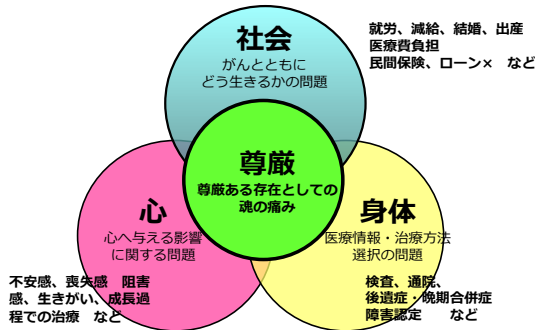 社会
がんとともに
どう生きるかの問題
就労、減給、結婚、出産
医療費負担
民間保険、ローン×　など
尊厳
尊厳ある存在としての
魂の痛み
心
心へ与える影響
に関する問題
不安感、喪失感　阻害
感、生きがい、成長過
程での治療　など
身体
医療情報・治療方法
選択の問題
検査、通院、
後遺症・晩期合併症
障害認定　　など